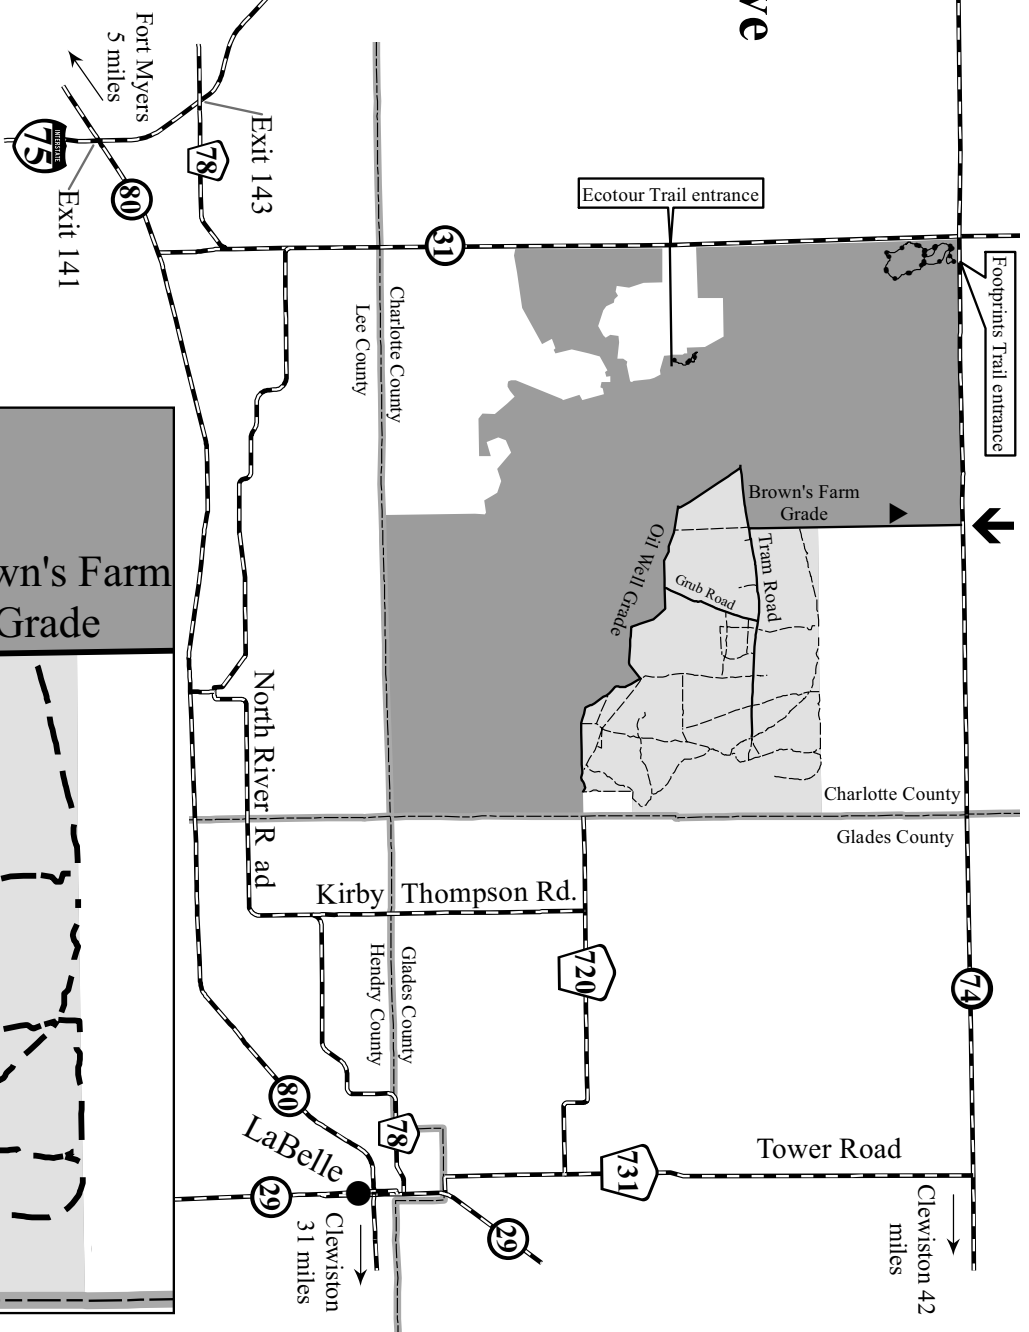 ve
Fort Myers
5 miles
INTERSTATE
75
Exit 141
80
78
Exit 143
31
Ecotour Trail entrance
Footprints Trail entrance
Charlotte County
Lee County
Brown's Farm
Grade
Tram Road
Grub Road
Oil Well Grade
wn's Farm
Grade
North River R ad
Charlotte County
Glades County
Kirby Thompson Rd.
720
74
Glades County
Hendry County
80
LaBelle
78
29
731
Tower Road
29
Clewiston
31 miles
Clewiston 42
miles